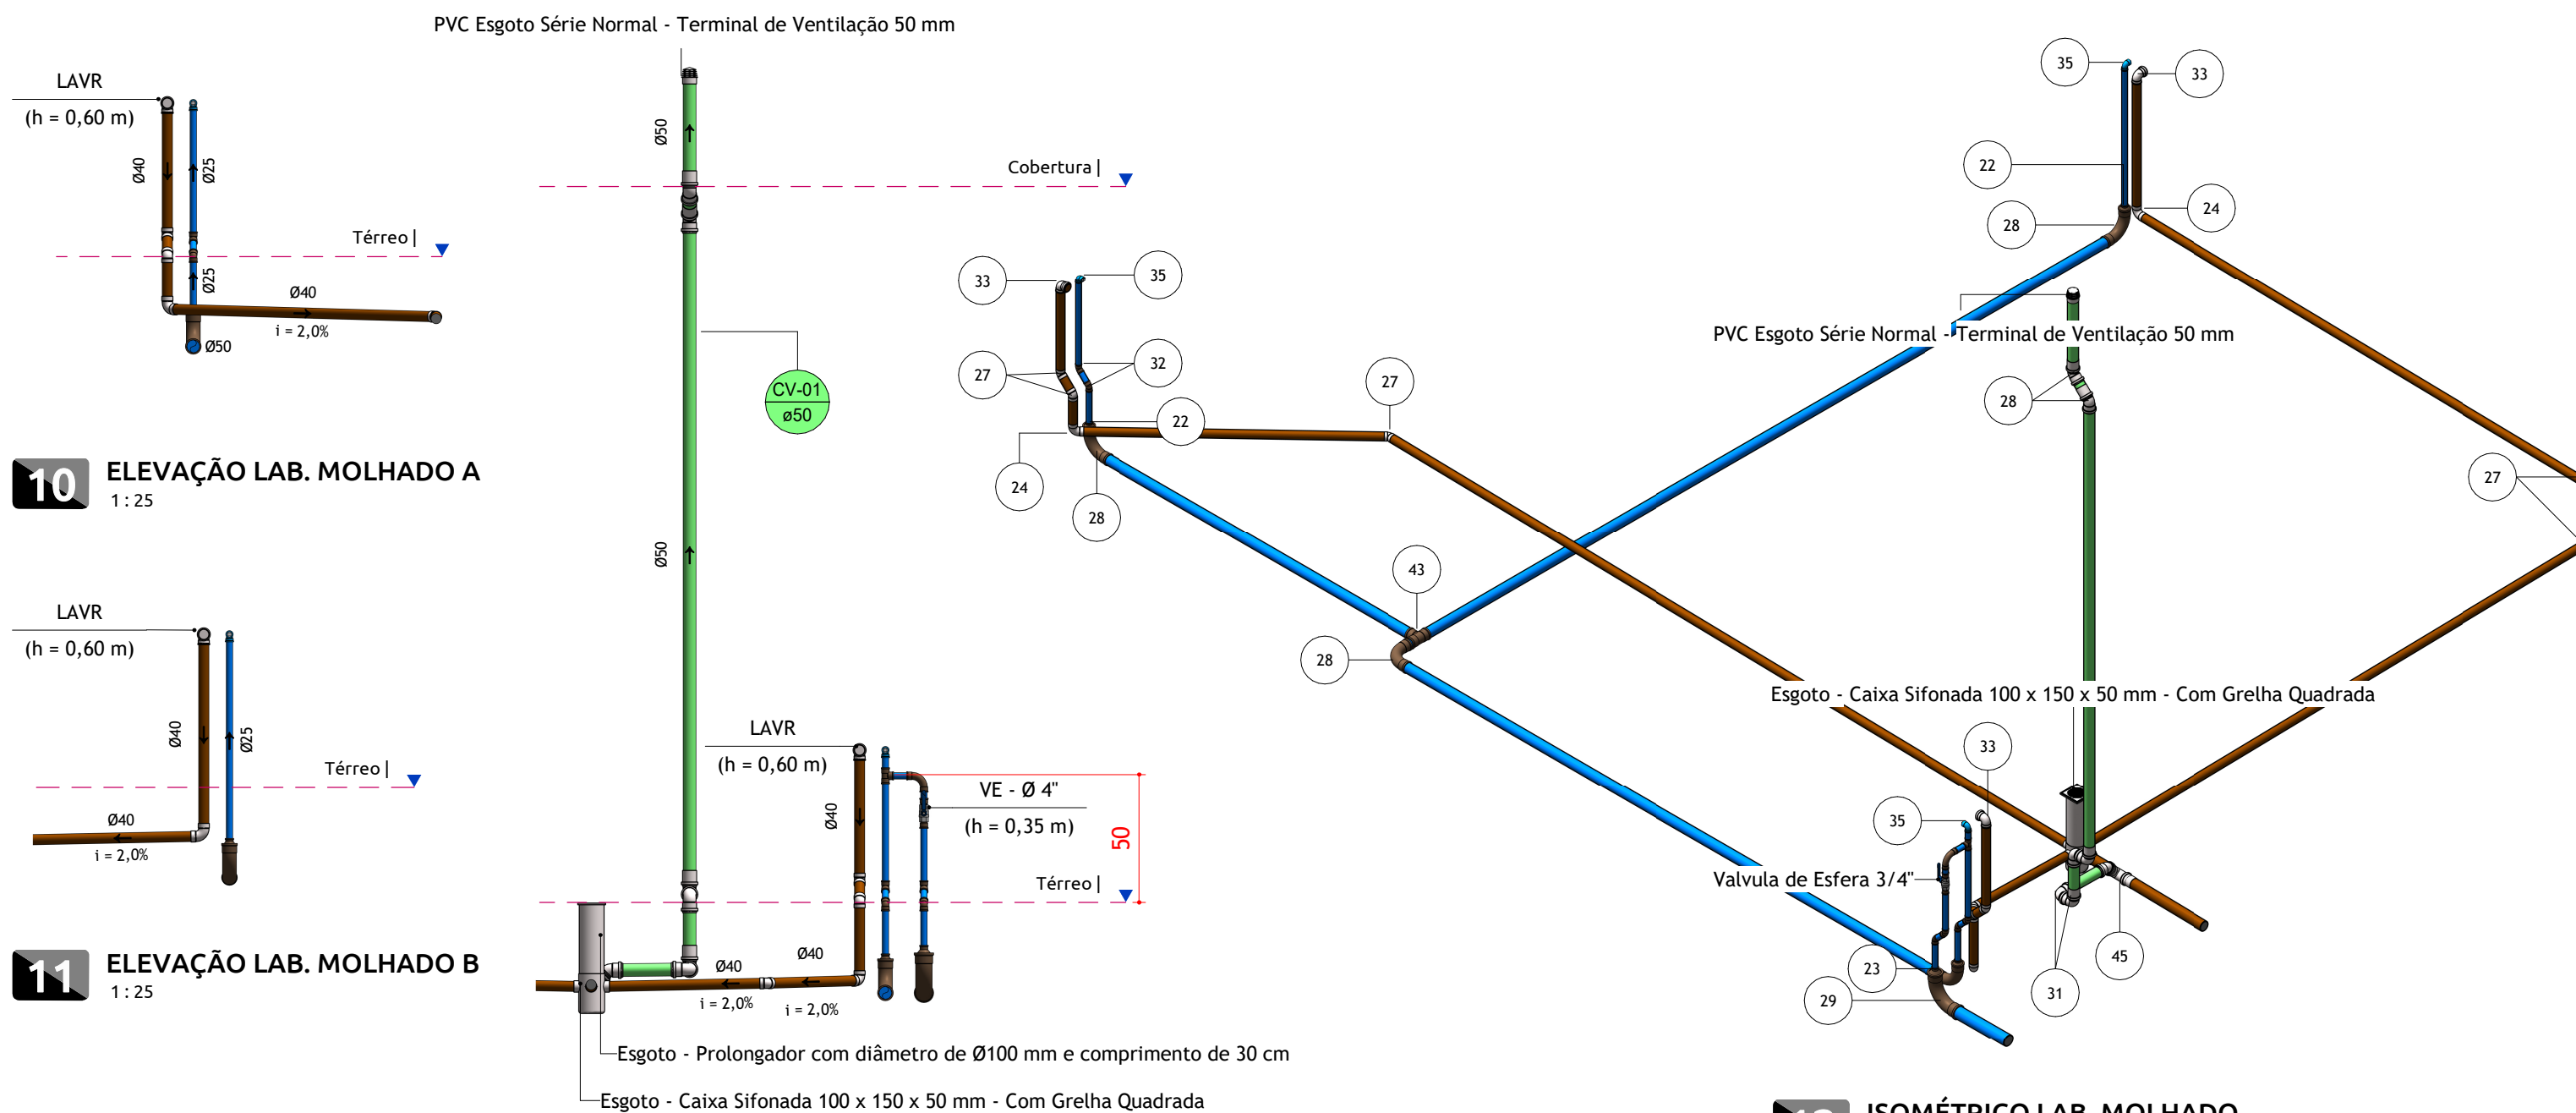 PVC Esgoto Série Normal - Terminal de Ventilação 50 mm
LAVR
(h = 0,60 m)
Ø40
Ø25
Térreo
Ø25
Ø40
i = 2,0%
Ø50
10
ELEVAÇÃO LAB. MOLHADO A
1 : 25
LAVR
(h = 0,60 m)
Ø40
Ø25
Térreo
Ø40
i = 2,0%
11
ELEVAÇÃO LAB. MOLHADO B
1 : 25
Ø50
Cobertura
CV-01
ø50
Ø50
LAVR
(h = 0,60 m)
Ø40
VE - Ø 4"
(h = 0,35 m)
50
Térreo
Ø40
Ø40
i = 2,0%
i = 2,0%
Esgoto - Prolongador com diâmetro de Ø100 mm e comprimento de 30 cm
Esgoto - Caixa Sifonada 100 x 150 x 50 mm - Com Grelha Quadrada
35
33
22
24
28
33
35
27
32
27
22
24
28
PVC Esgoto Série Normal - Terminal de Ventilação 50 mm
28
27
43
28
Esgoto - Caixa Sifonada 100 x 150 x 50 mm - Com Grelha Quadrada
33
35
Valvula de Esfera 3/4"
23
29
31
45
ISOMÉTRICO LAB. MOLHADO